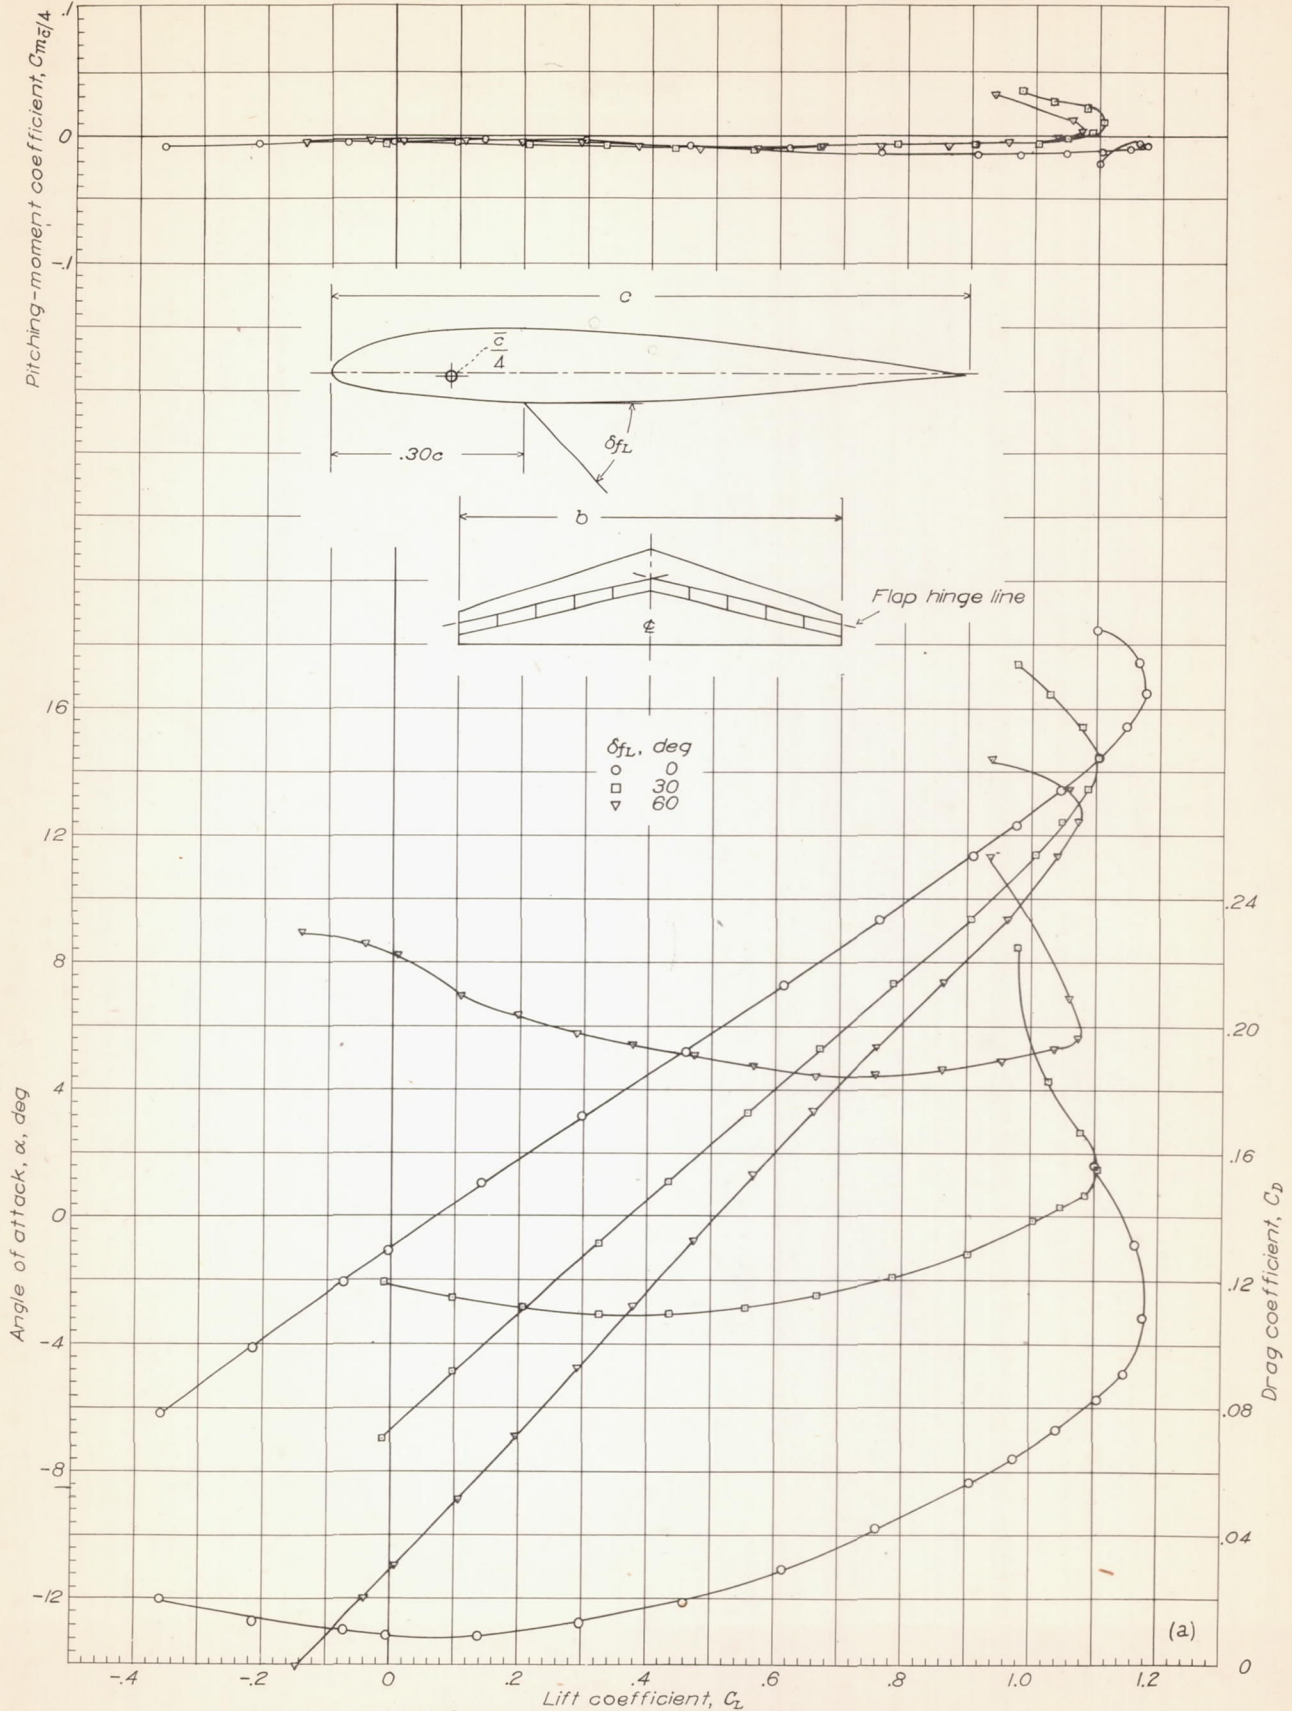 Pitching-moment coefficient, Cmc̄/4
.1
0
-.1
c
c̄
4
.30c
δfL
b
Flap hinge line
℄
δfL, deg
0
30
60
Angle of attack, α, deg
16
12
8
4
0
-4
-8
-12
.24
.20
.16
.12
.08
.04
0
Drag coefficient, CD
(a)
-.4
-.2
0
.2
.4
.6
.8
1.0
1.2
Lift coefficient, CL